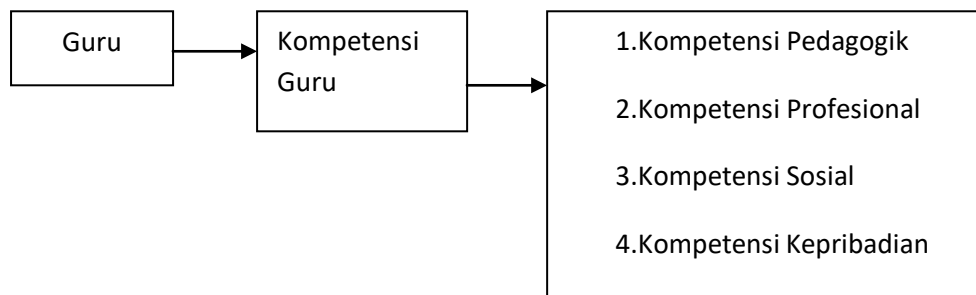 Guru
Kompetensi
Guru
1.Kompetensi Pedagogik
2.Kompetensi Profesional
3.Kompetensi Sosial
4.Kompetensi Kepribadian